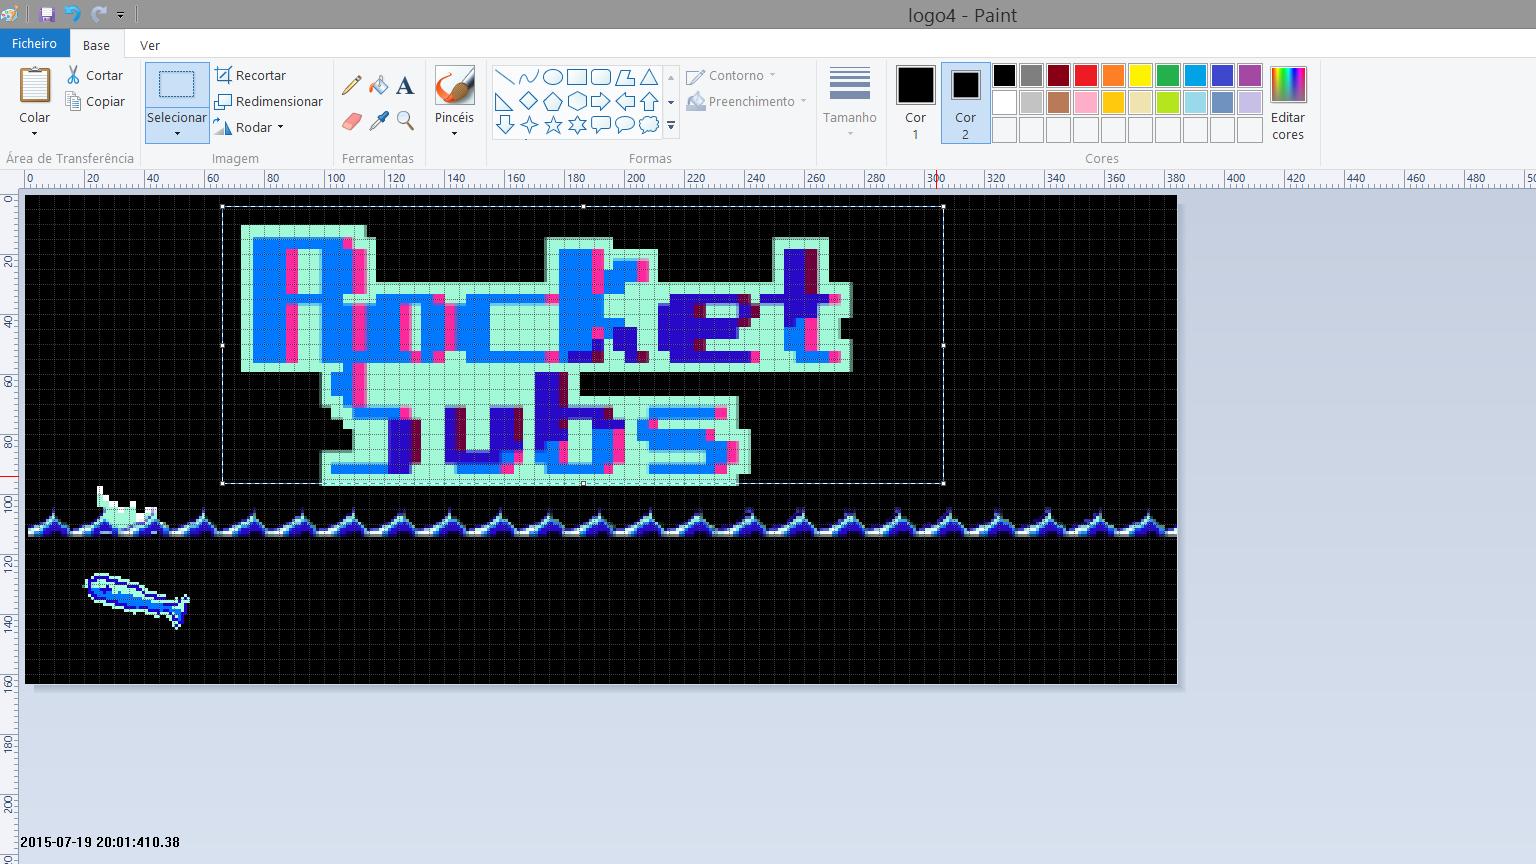 logo4 - Paint
Ficheiro Base Ver
Colar
Cortar
Copiar
Área de Transferência
Selecionar
Recortar
Redimensionar
Rodar
Imagem
A
Ferramentas
Pincéis
Formas
Contorno
Preenchimento
Tamanho
Cor 1
Cor 2
Cores
Editar cores
0 20 40 60 80 100 120 140 160 180 200 220 240 260 280 300 320 340 360 380 400 420 440 460 480
0
20
40
60
80
100
120
140
160
180
200
Rocket
Subs
2015-07-19 20:01:410.38